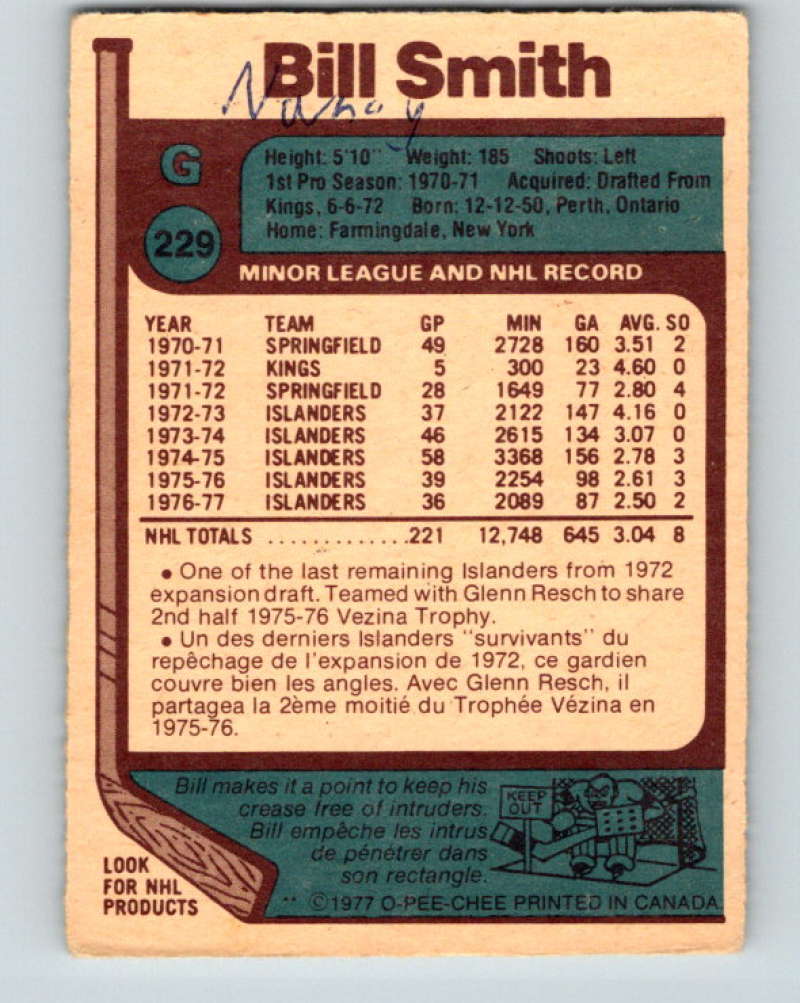 Bill Smith
Nancy
G
229
Height: 5'10" Weight: 185 Shoots: Left
1st Pro Season: 1970-71 Acquired: Drafted From
Kings, 6-6-72 Born: 12-12-50, Perth, Ontario
Home: Farmingdale, New York
MINOR LEAGUE AND NHL RECORD
YEAR TEAM GP MIN GA AVG. SO
1970-71 SPRINGFIELD 49 2728 160 3.51 2
1971-72 KINGS 5 300 23 4.60 0
1971-72 SPRINGFIELD 28 1649 77 2.80 4
1972-73 ISLANDERS 37 2122 147 4.16 0
1973-74 ISLANDERS 46 2615 134 3.07 0
1974-75 ISLANDERS 58 3368 156 2.78 3
1975-76 ISLANDERS 39 2254 98 2.61 3
1976-77 ISLANDERS 36 2089 87 2.50 2
NHL TOTALS .............221 12,748 645 3.04 8
• One of the last remaining Islanders from 1972
expansion draft. Teamed with Glenn Resch to share
2nd half 1975-76 Vezina Trophy.
• Un des derniers Islanders "survivants" du
repêchage de l'expansion de 1972, ce gardien
couvre bien les angles. Avec Glenn Resch, il
partagea la 2ème moitié du Trophée Vézina en
1975-76.
Bill makes it a point to keep his
crease free of intruders.
Bill empêche les intrus
de pénétrer dans
son rectangle.
KEEP
OUT
LOOK
FOR NHL
PRODUCTS
** ©1977 O-PEE-CHEE PRINTED IN CANADA